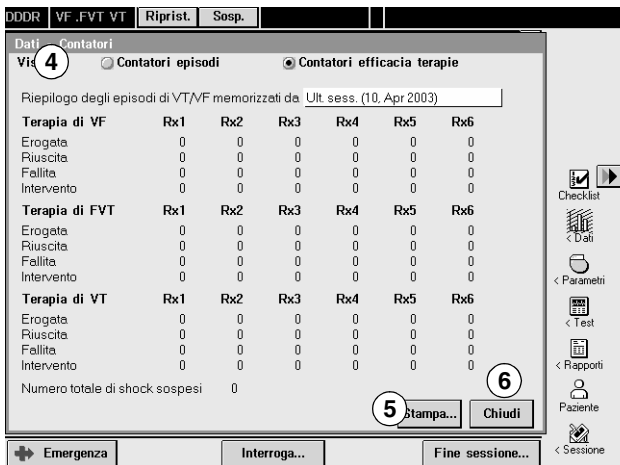 DDDR VF .FVT VT Riprist. Sosp.
Dati Contatori
Vis 4 Contatori episodi Contatori efficacia terapie
Riepilogo degli episodi di VT/VF memorizzati da Ult. sess. (10, Apr 2003)
Terapia di VF Rx1 Rx2 Rx3 Rx4 Rx5 Rx6
Erogata 0 0 0 0 0 0
Riuscita 0 0 0 0 0 0
Fallita 0 0 0 0 0 0
Intervento 0 0 0 0 0 0
Terapia di FVT Rx1 Rx2 Rx3 Rx4 Rx5 Rx6
Erogata 0 0 0 0 0 0
Riuscita 0 0 0 0 0 0
Fallita 0 0 0 0 0 0
Intervento 0 0 0 0 0 0
Terapia di VT Rx1 Rx2 Rx3 Rx4 Rx5 Rx6
Erogata 0 0 0 0 0 0
Riuscita 0 0 0 0 0 0
Fallita 0 0 0 0 0 0
Intervento 0 0 0 0 0 0
Numero totale di shock sospesi 0
5 Stampa... 6 Chiudi
Checklist
< Dati
< Parametri
< Test
< Rapporti
Paziente
< Sessione
Emergenza Interroga... Fine sessione...